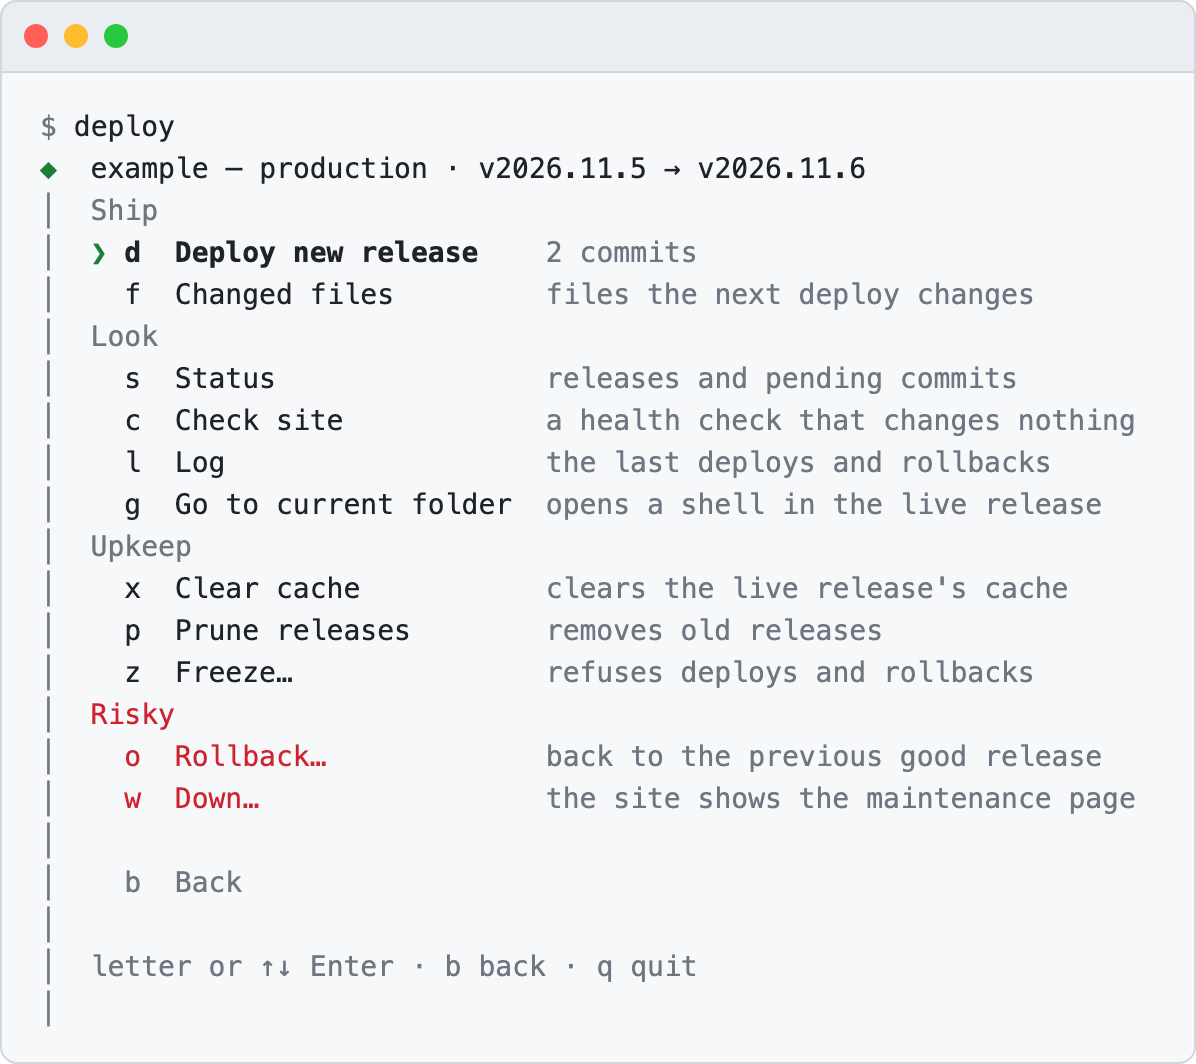 $ deploy
◆ example — production · v2026.11.5 → v2026.11.6
Ship
❯ d Deploy new release 2 commits
f Changed files files the next deploy changes
Look
s Status releases and pending commits
c Check site a health check that changes nothing
l Log the last deploys and rollbacks
g Go to current folder opens a shell in the live release
Upkeep
x Clear cache clears the live release's cache
p Prune releases removes old releases
z Freeze… refuses deploys and rollbacks
Risky
o Rollback… back to the previous good release
w Down… the site shows the maintenance page
b Back
letter or ↑↓ Enter · b back · q quit